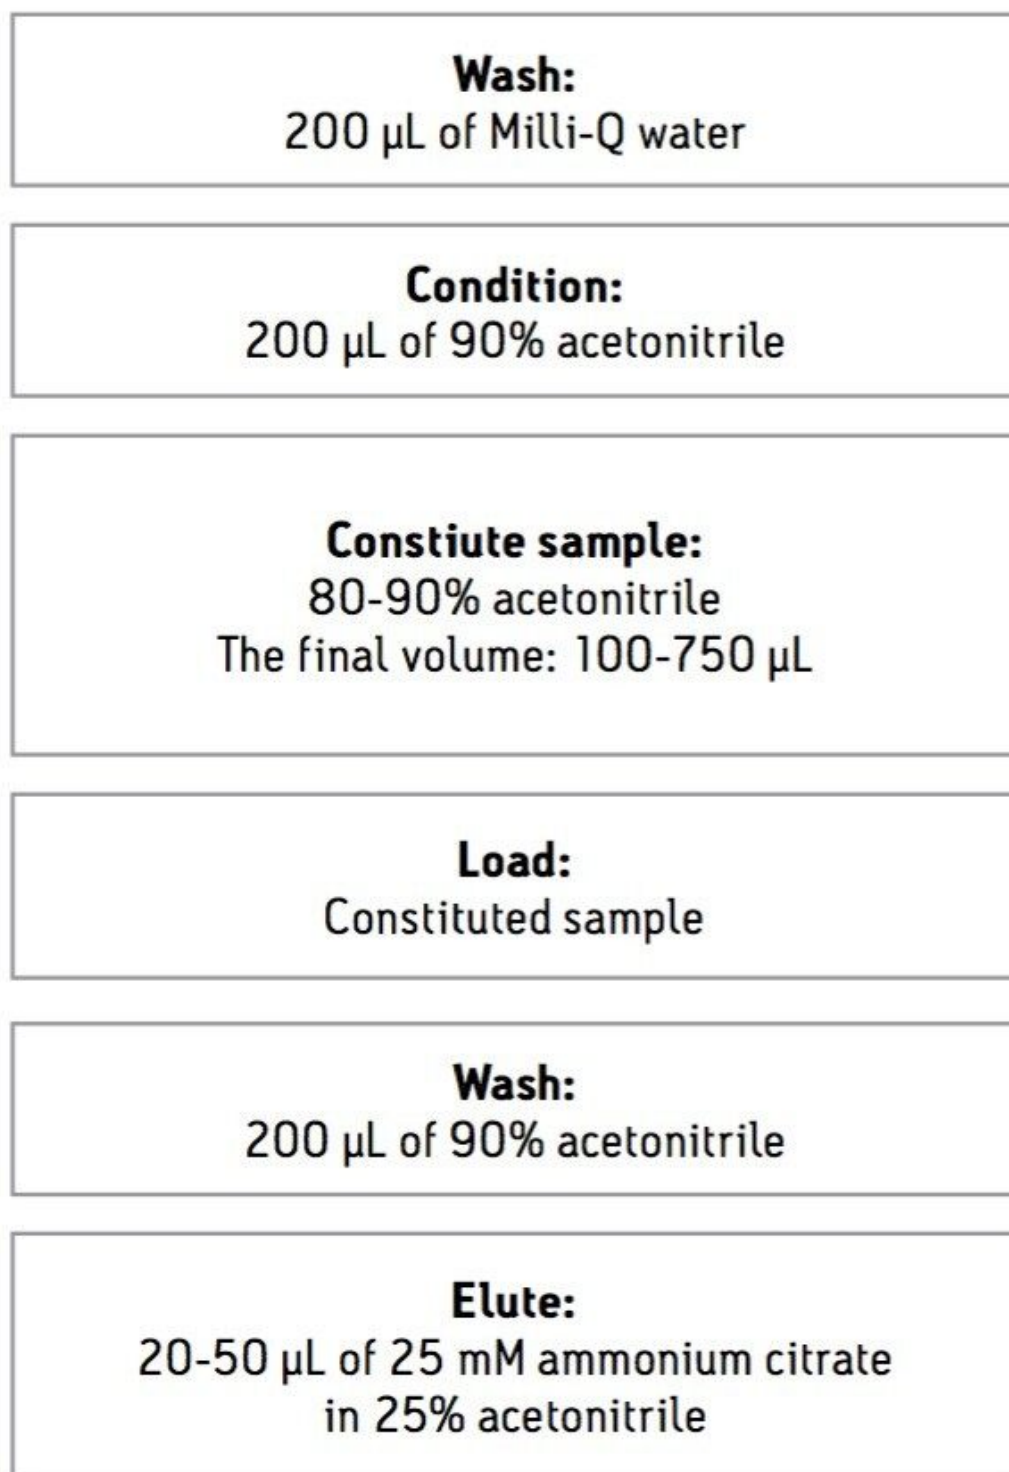 Wash:
200 µL of Milli-Q water
Condition:
200 µL of 90% acetonitrile
Constiute sample:
80-90% acetonitrile
The final volume: 100-750 µL
Load:
Constituted sample
Wash:
200 µL of 90% acetonitrile
Elute:
20-50 µL of 25 mM ammonium citrate
in 25% acetonitrile